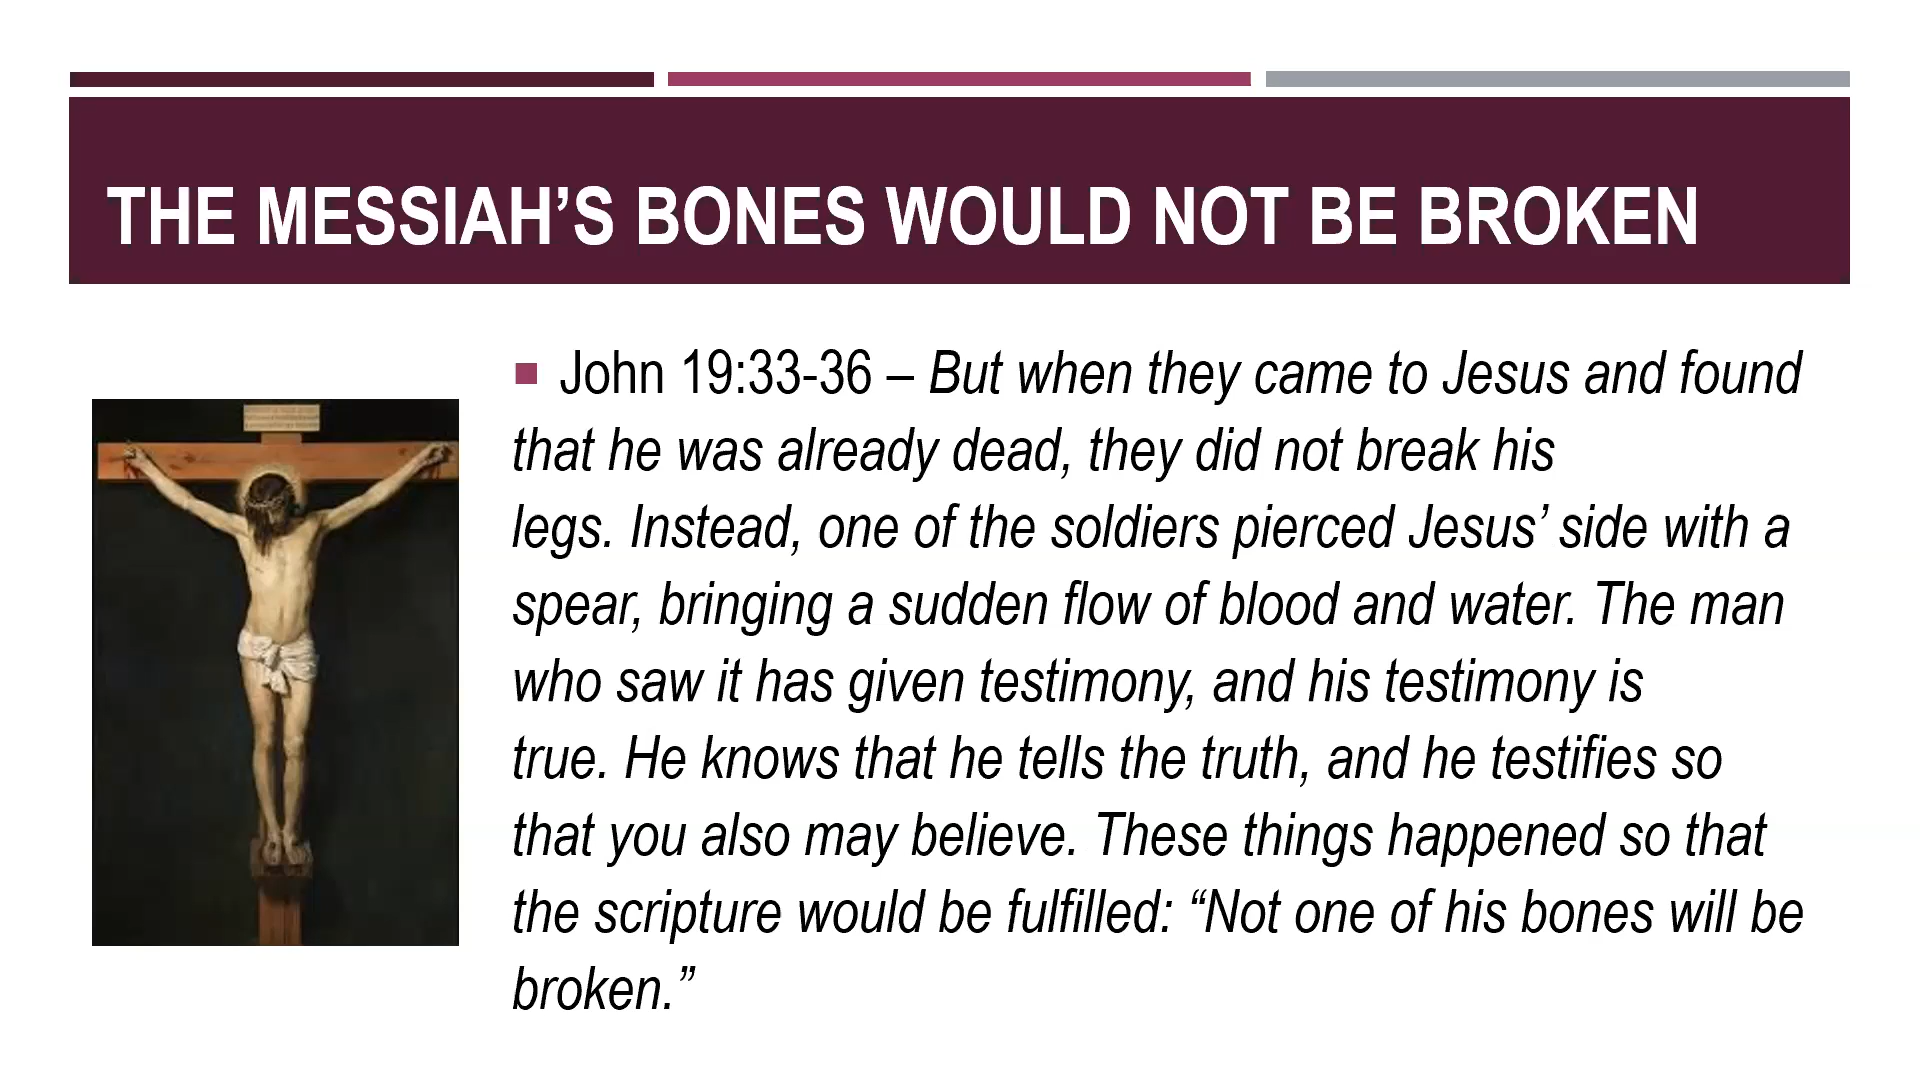 THE MESSIAH’S BONES WOULD NOT BE BROKEN
John 19:33-36 – But when they came to Jesus and found
that he was already dead, they did not break his
legs. Instead, one of the soldiers pierced Jesus’ side with a
spear, bringing a sudden flow of blood and water. The man
who saw it has given testimony, and his testimony is
true. He knows that he tells the truth, and he testifies so
that you also may believe. These things happened so that
the scripture would be fulfilled: “Not one of his bones will be
broken.”